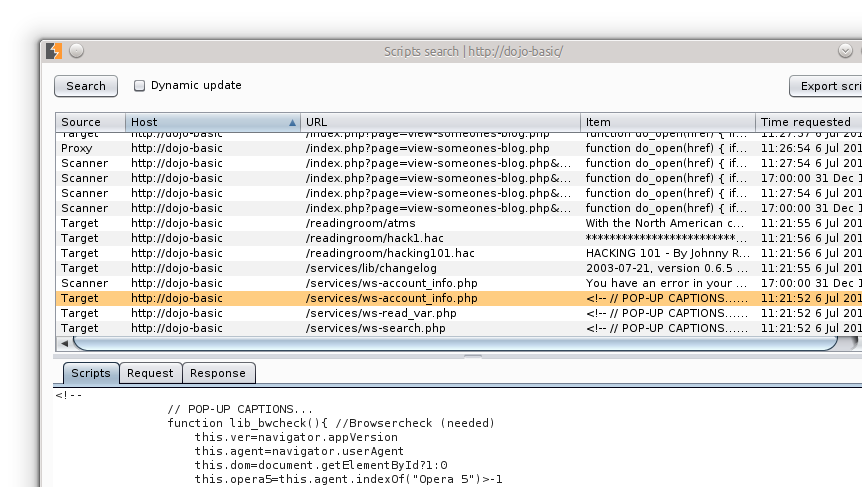 Scripts search | http://dojo-basic/
Search Dynamic update Export scri
Source Host URL Item Time requested
Target http://dojo-basic /index.php?page=view-someones-blog.php function do_open(href) { if... 11:27:37 6 Jul 201
Proxy http://dojo-basic /index.php?page=view-someones-blog.php function do_open(href) { if... 11:26:54 6 Jul 201
Scanner http://dojo-basic /index.php?page=view-someones-blog.php&... function do_open(href) { if... 11:27:54 6 Jul 201
Scanner http://dojo-basic /index.php?page=view-someones-blog.php&... function do_open(href) { if... 17:00:00 31 Dec 1
Scanner http://dojo-basic /index.php?page=view-someones-blog.php&... function do_open(href) { if... 11:27:54 6 Jul 201
Scanner http://dojo-basic /index.php?page=view-someones-blog.php&... function do_open(href) { if... 17:00:00 31 Dec 1
Target http://dojo-basic /readingroom/atms With the North American c... 11:21:55 6 Jul 201
Target http://dojo-basic /readingroom/hack1.hac **************************... 11:21:56 6 Jul 201
Target http://dojo-basic /readingroom/hacking101.hac HACKING 101 - By Johnny R... 11:21:55 6 Jul 201
Target http://dojo-basic /services/lib/changelog 2003-07-21, version 0.6.5 ... 11:21:55 6 Jul 201
Scanner http://dojo-basic /services/ws-account_info.php You have an error in your ... 17:00:00 31 Dec 1
Target http://dojo-basic /services/ws-account_info.php <!-- // POP-UP CAPTIONS...... 11:21:52 6 Jul 201
Target http://dojo-basic /services/ws-read_var.php <!-- // POP-UP CAPTIONS...... 11:21:52 6 Jul 201
Target http://dojo-basic /services/ws-search.php <!-- // POP-UP CAPTIONS...... 11:21:52 6 Jul 201
Scripts Request Response
<!--
// POP-UP CAPTIONS...
function lib_bwcheck(){ //Browsercheck (needed)
this.ver=navigator.appVersion
this.agent=navigator.userAgent
this.dom=document.getElementById?1:0
this.opera5=this.agent.indexOf("Opera 5")>-1